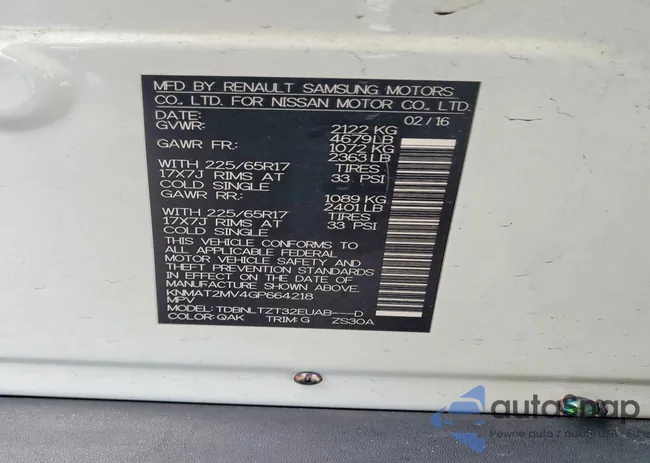 MFD BY RENAULT SAMSUNG MOTORS
CO., LTD. FOR NISSAN MOTOR CO., LTD.
DATE: 02/16
GVWR: 2122 KG
4679LB
GAWR FR: 1072 KG
2363LB
WITH 225/65R17 TIRES
17X7J RIMS AT 33 PSI
COLD SINGLE
GAWR RR: 1089 KG
2401LB
WITH 225/65R17 TIRES
17X7J RIMS AT 33 PSI
COLD SINGLE
THIS VEHICLE CONFORMS TO
ALL APPLICABLE FEDERAL
MOTOR VEHICLE SAFETY AND
THEFT PREVENTION STANDARDS
IN EFFECT ON THE DATE OF
MANUFACTURE SHOWN ABOVE.
KNMAT2MV4GP664218
MPV
MODEL: TDBNLTZT32EUAB---D
COLOR: QAK TRIM: G ZS30A
autosnap
Pewne auto z aukcji USA